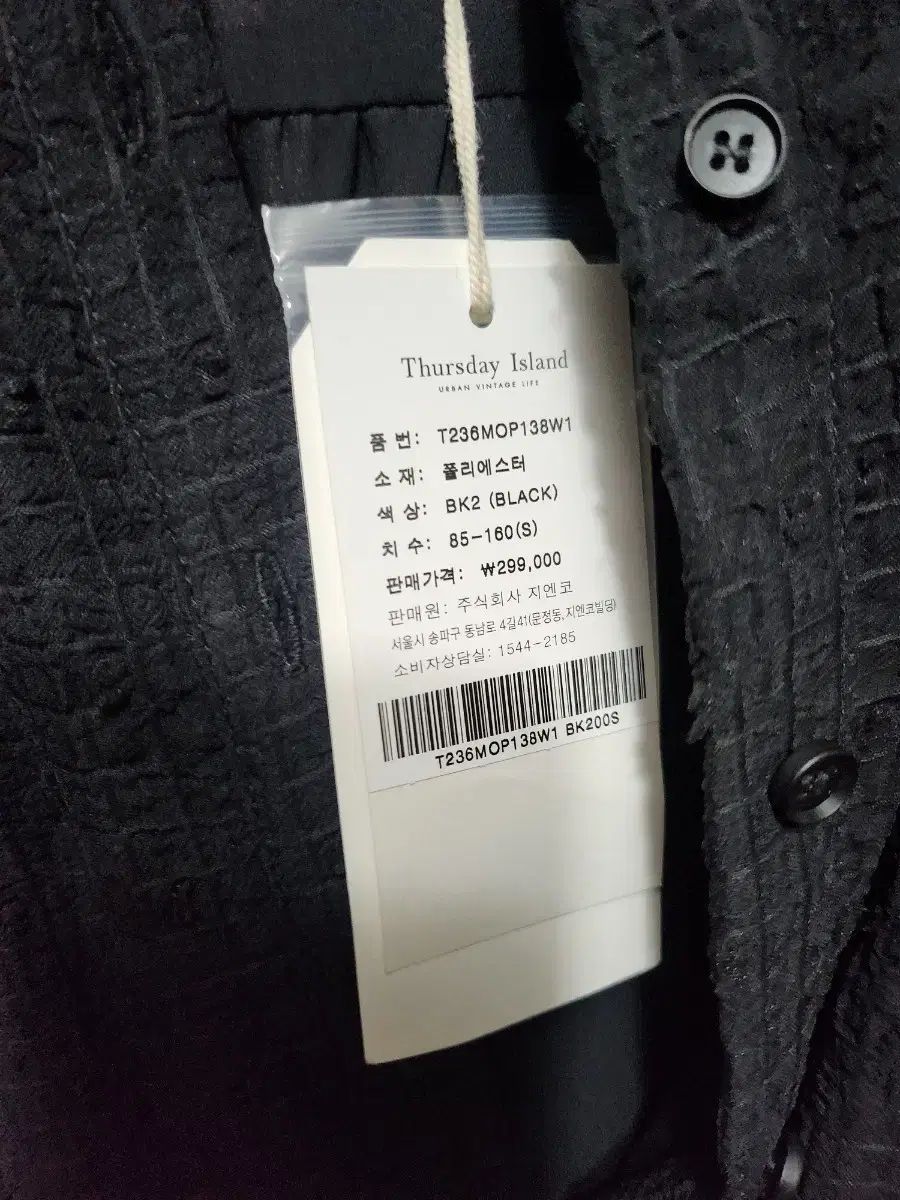 Thursday Island
URBAN VINTAGE LIFE
품 번: T236MOP138W1
소 재: 폴리에스터
색 상: BK2 (BLACK)
치 수: 85-160(S)
판매가격: ₩299,000
판매원: 주식회사 지엔코
서울시 송파구 동남로 4길41(문정동, 지엔코빌딩)
소비자상담실: 1544-2185
T236MOP138W1 BK200S